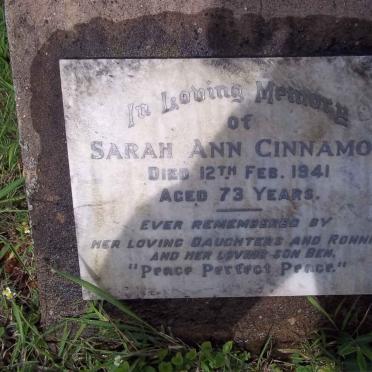 In Loving Memory
of
SARAH ANN CINNAMO
DIED 12TH FEB. 1941
AGED 73 YEARS.
EVER REMEMBERED BY
HER LOVING DAUGHTERS AND RONNI
AND HER LOVING SON BEN.
"Peace Perfect Peace."